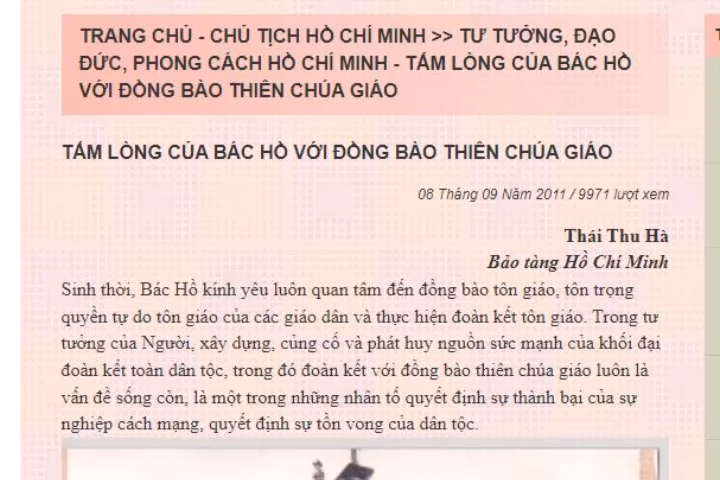 TRANG CHỦ - CHỦ TỊCH HỒ CHÍ MINH >> TƯ TƯỞNG, ĐẠO
ĐỨC, PHONG CÁCH HỒ CHÍ MINH - TẤM LÒNG CỦA BÁC HỒ
VỚI ĐỒNG BÀO THIÊN CHÚA GIÁO
TẤM LÒNG CỦA BÁC HỒ VỚI ĐỒNG BÀO THIÊN CHÚA GIÁO
08 Tháng 09 Năm 2011 / 9971 lượt xem
Thái Thu Hà
Bảo tàng Hồ Chí Minh
Sinh thời, Bác Hồ kính yêu luôn quan tâm đến đồng bào tôn giáo, tôn trọng
quyền tự do tôn giáo của các giáo dân và thực hiện đoàn kết tôn giáo. Trong tư
tưởng của Người, xây dựng, củng cố và phát huy nguồn sức mạnh của khối đại
đoàn kết toàn dân tộc, trong đó đoàn kết với đồng bào thiên chúa giáo luôn là
vấn đề sống còn, là một trong những nhân tố quyết định sự thành bại của sự
nghiệp cách mạng, quyết định sự tồn vong của dân tộc.